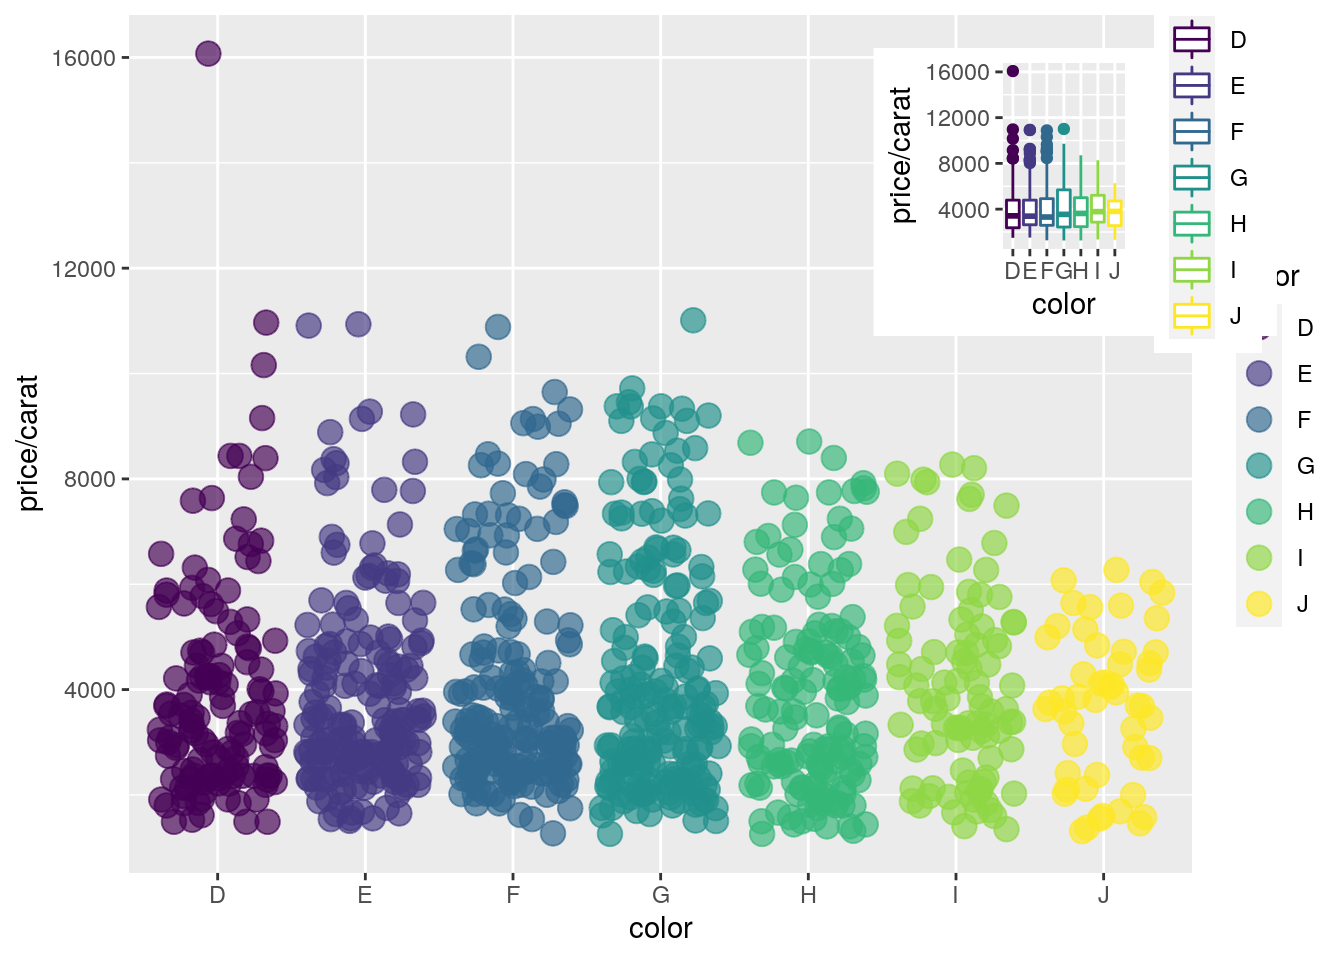 16000
12000
8000
4000
price/carat
D E F G H I J
color
16000
12000
8000
4000
price/carat
D E F G H I J
color
D
E
F
G
H
I
J
or
D
E
F
G
H
I
J